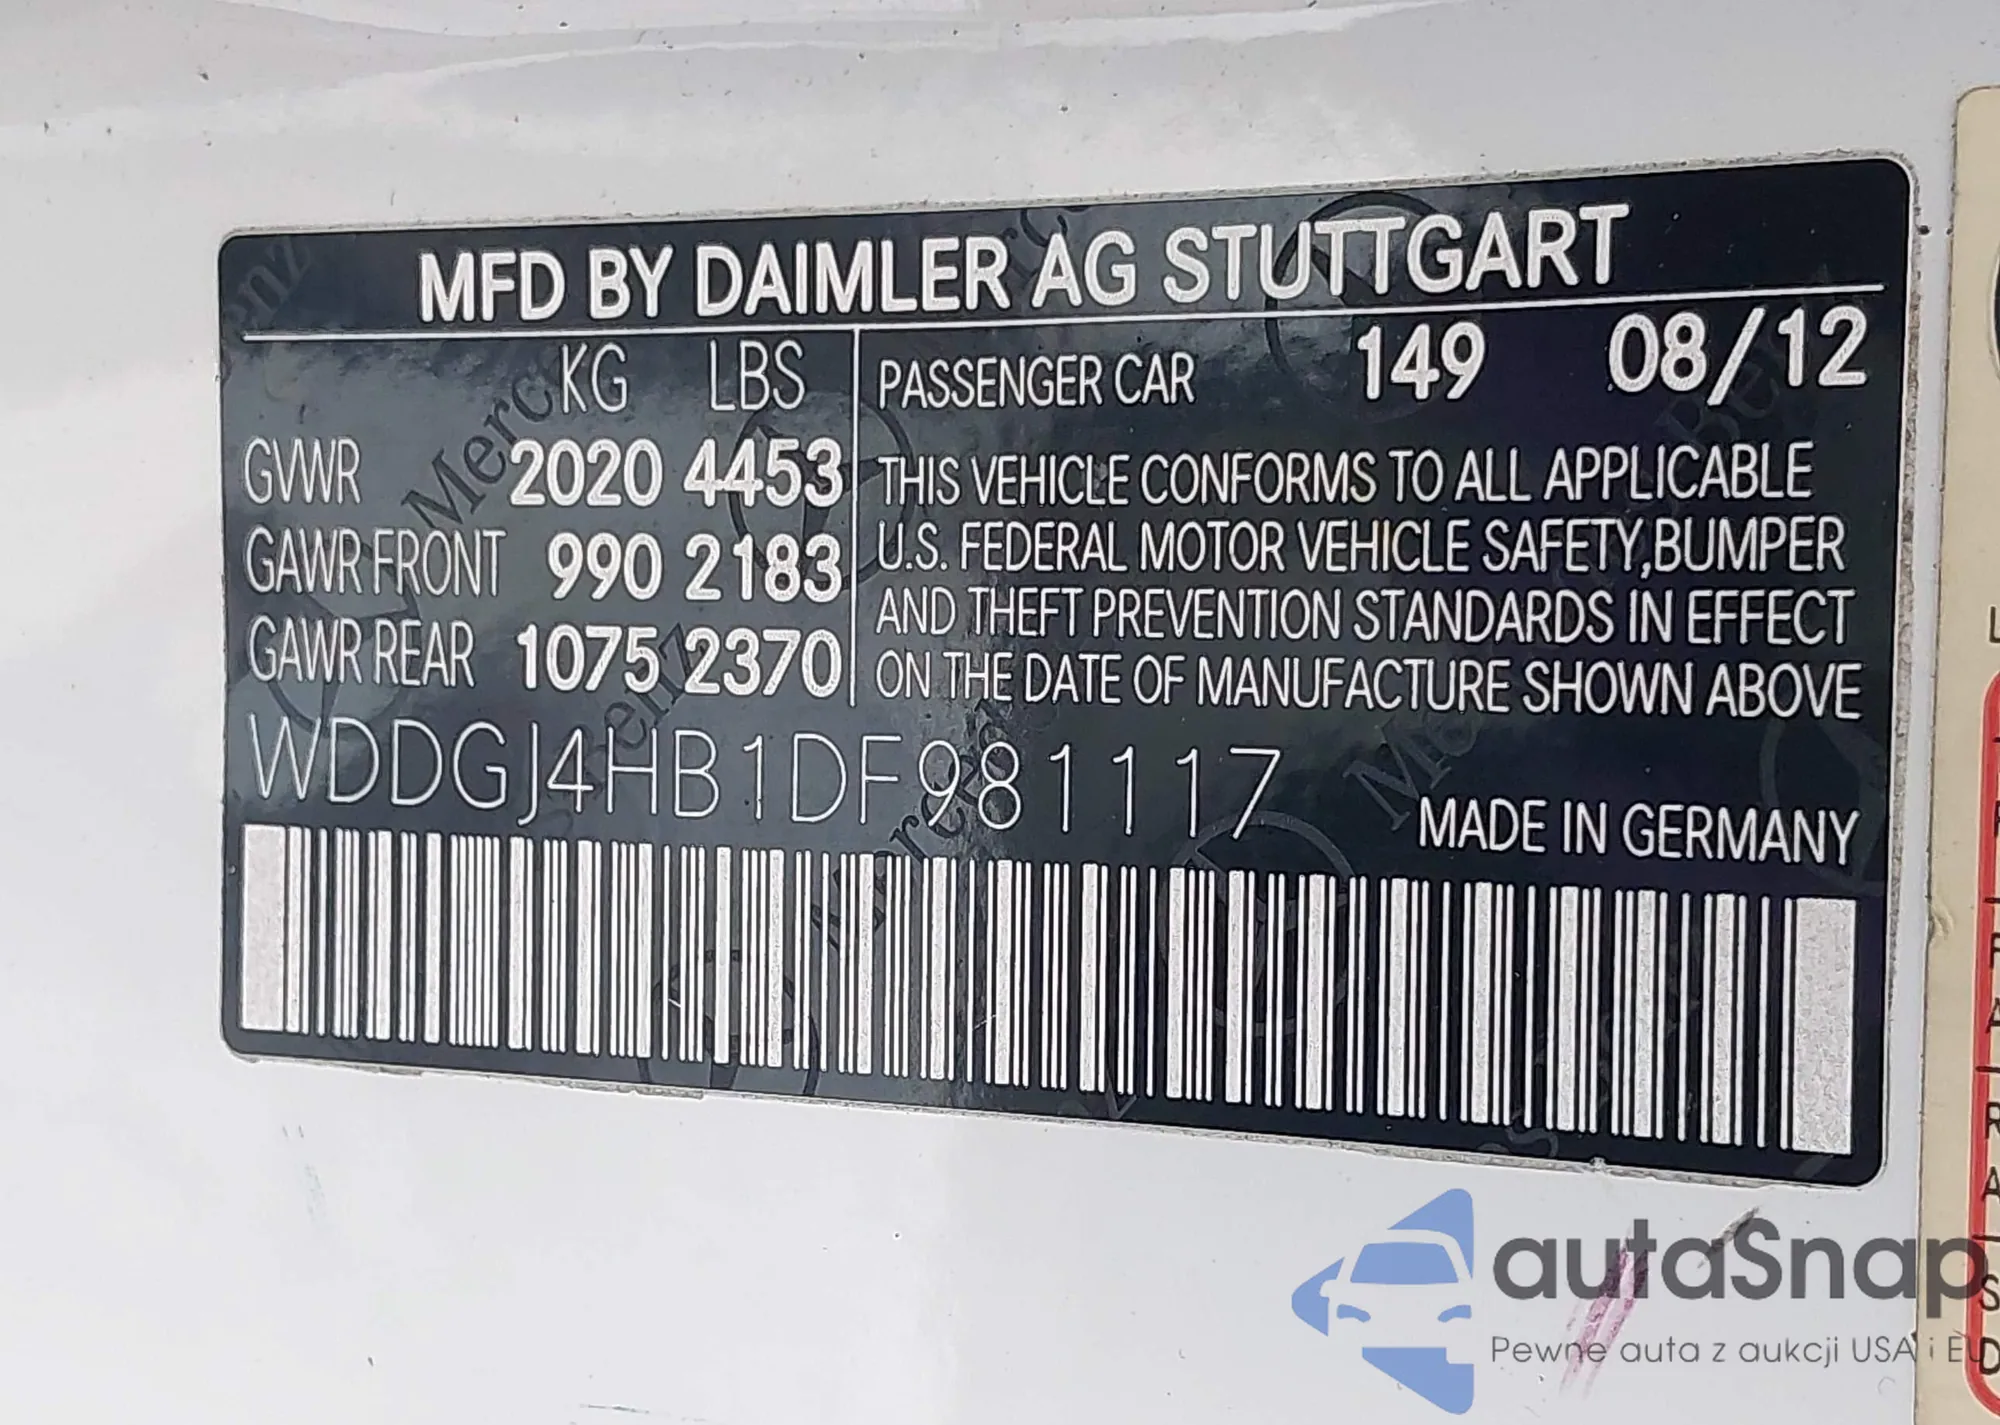 MFD BY DAIMLER AG STUTTGART
KG LBS
GVWR 2020 4453
GAWR FRONT 990 2183
GAWR REAR 1075 2370
PASSENGER CAR 149 08/12
THIS VEHICLE CONFORMS TO ALL APPLICABLE
U.S. FEDERAL MOTOR VEHICLE SAFETY, BUMPER
AND THEFT PREVENTION STANDARDS IN EFFECT
ON THE DATE OF MANUFACTURE SHOWN ABOVE
WDDGJ4HB1DF981117
MADE IN GERMANY
autaSnap
Pewne auta z aukcji USA i EU